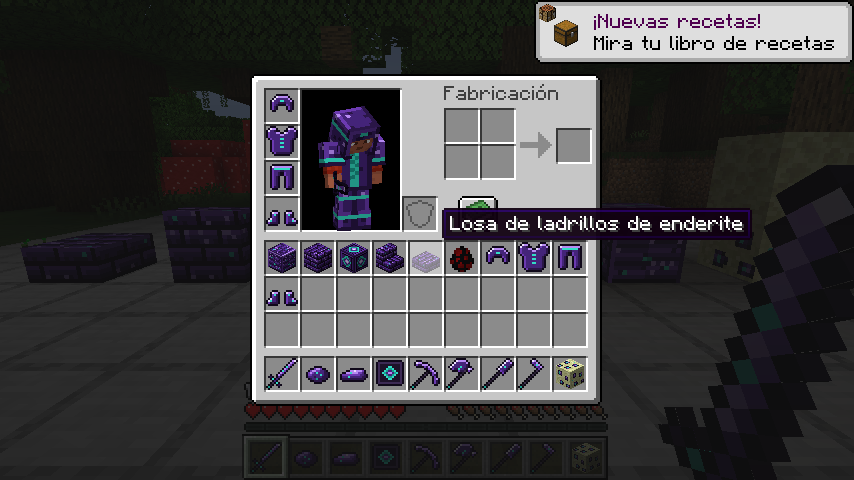 ¡Nuevas recetas!
Mira tu libro de recetas
Fabricación
Losa de ladrillos de enderite